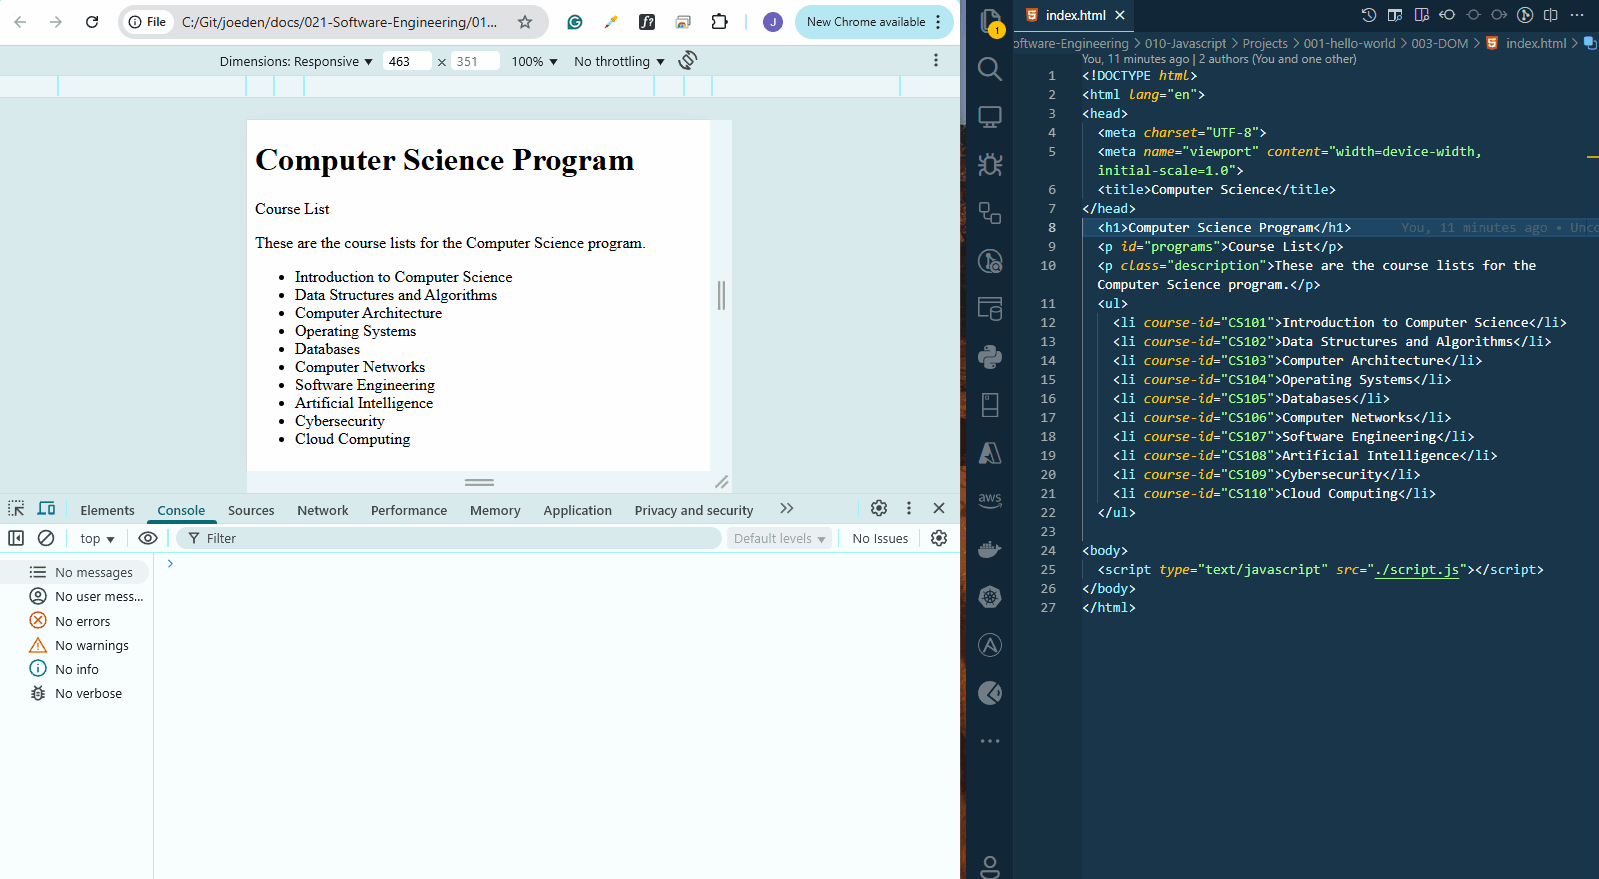 File
C:/Git/joeden/docs/021-Software-Engineering/01...
J
New Chrome available
Dimensions: Responsive
463 × 351
100%
No throttling
Computer Science Program
Course List
These are the course lists for the Computer Science program.
Introduction to Computer Science
Data Structures and Algorithms
Computer Architecture
Operating Systems
Databases
Computer Networks
Software Engineering
Artificial Intelligence
Cybersecurity
Cloud Computing
Elements Console Sources Network Performance Memory Application Privacy and security
top
Filter
Default levels
No Issues
No messages
No user mess...
No errors
No warnings
No info
No verbose
1
aws
index.html
oftware-Engineering > 010-Javascript > Projects > 001-hello-world > 003-DOM > index.html >
You, 11 minutes ago | 2 authors (You and one other)
1 <!DOCTYPE html>
2 <html lang="en">
3 <head>
4 <meta charset="UTF-8">
5 <meta name="viewport" content="width=device-width,
initial-scale=1.0">
6 <title>Computer Science</title>
7 </head>
8 <h1>Computer Science Program</h1> You, 11 minutes ago • Unco
9 <p id="programs">Course List</p>
10 <p class="description">These are the course lists for the
Computer Science program.</p>
11 <ul>
12 <li course-id="CS101">Introduction to Computer Science</li>
13 <li course-id="CS102">Data Structures and Algorithms</li>
14 <li course-id="CS103">Computer Architecture</li>
15 <li course-id="CS104">Operating Systems</li>
16 <li course-id="CS105">Databases</li>
17 <li course-id="CS106">Computer Networks</li>
18 <li course-id="CS107">Software Engineering</li>
19 <li course-id="CS108">Artificial Intelligence</li>
20 <li course-id="CS109">Cybersecurity</li>
21 <li course-id="CS110">Cloud Computing</li>
22 </ul>
23
24 <body>
25 <script type="text/javascript" src="./script.js"></script>
26 </body>
27 </html>